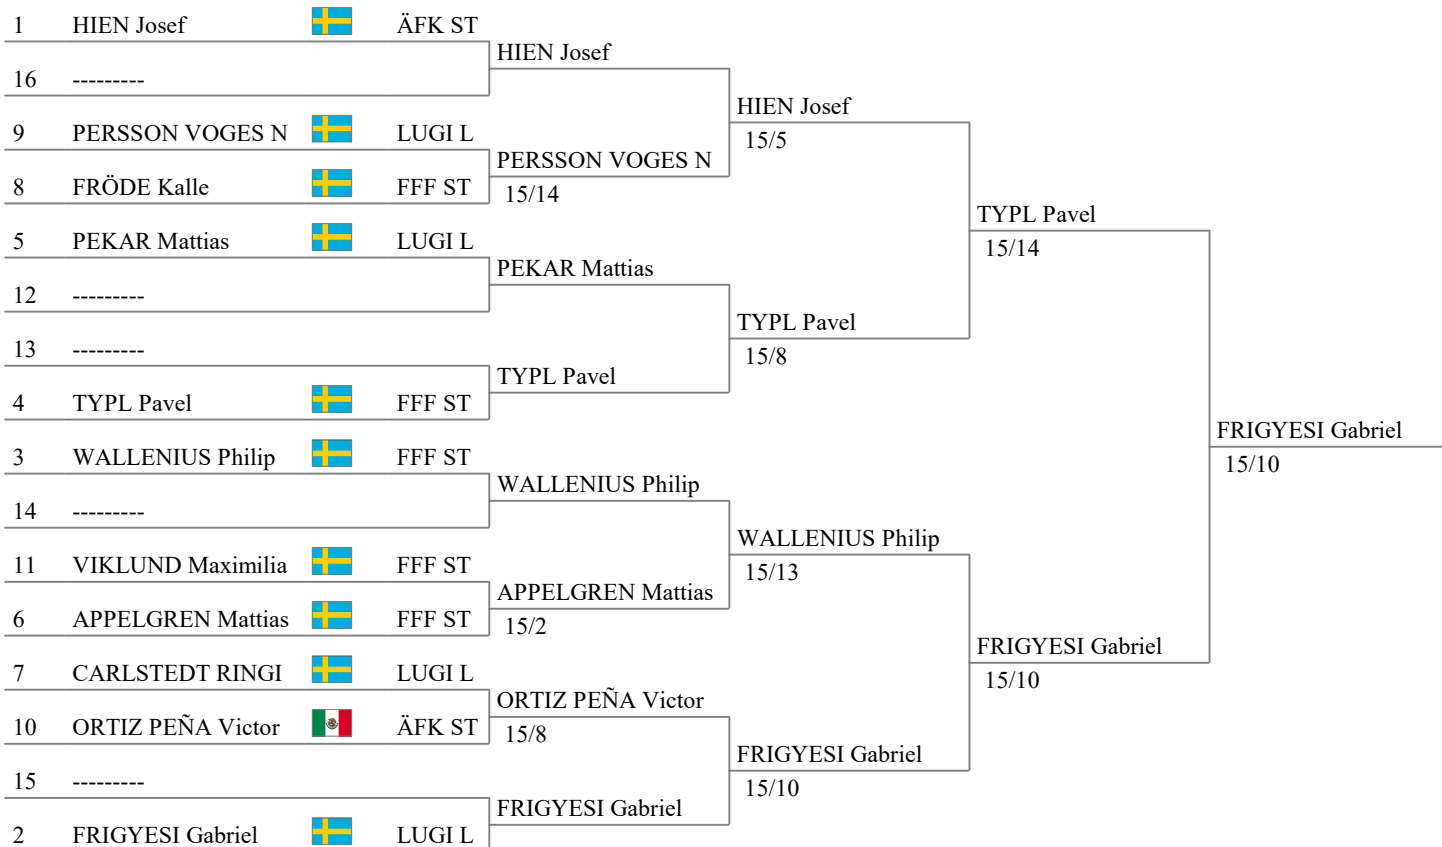 1 HIEN Josef ÄFK ST
16 ---------
9 PERSSON VOGES N LUGI L
8 FRÖDE Kalle FFF ST
5 PEKAR Mattias LUGI L
12 ---------
13 ---------
4 TYPL Pavel FFF ST
3 WALLENIUS Philip FFF ST
14 ---------
11 VIKLUND Maximilia FFF ST
6 APPELGREN Mattias FFF ST
7 CARLSTEDT RINGI LUGI L
10 ORTIZ PEÑA Victor ÄFK ST
15 ---------
2 FRIGYESI Gabriel LUGI L
HIEN Josef
PERSSON VOGES N
15/14
PEKAR Mattias
TYPL Pavel
WALLENIUS Philip
APPELGREN Mattias
15/2
ORTIZ PEÑA Victor
15/8
FRIGYESI Gabriel
HIEN Josef
15/5
TYPL Pavel
15/8
WALLENIUS Philip
15/13
FRIGYESI Gabriel
15/10
TYPL Pavel
15/14
FRIGYESI Gabriel
15/10
FRIGYESI Gabriel
15/10